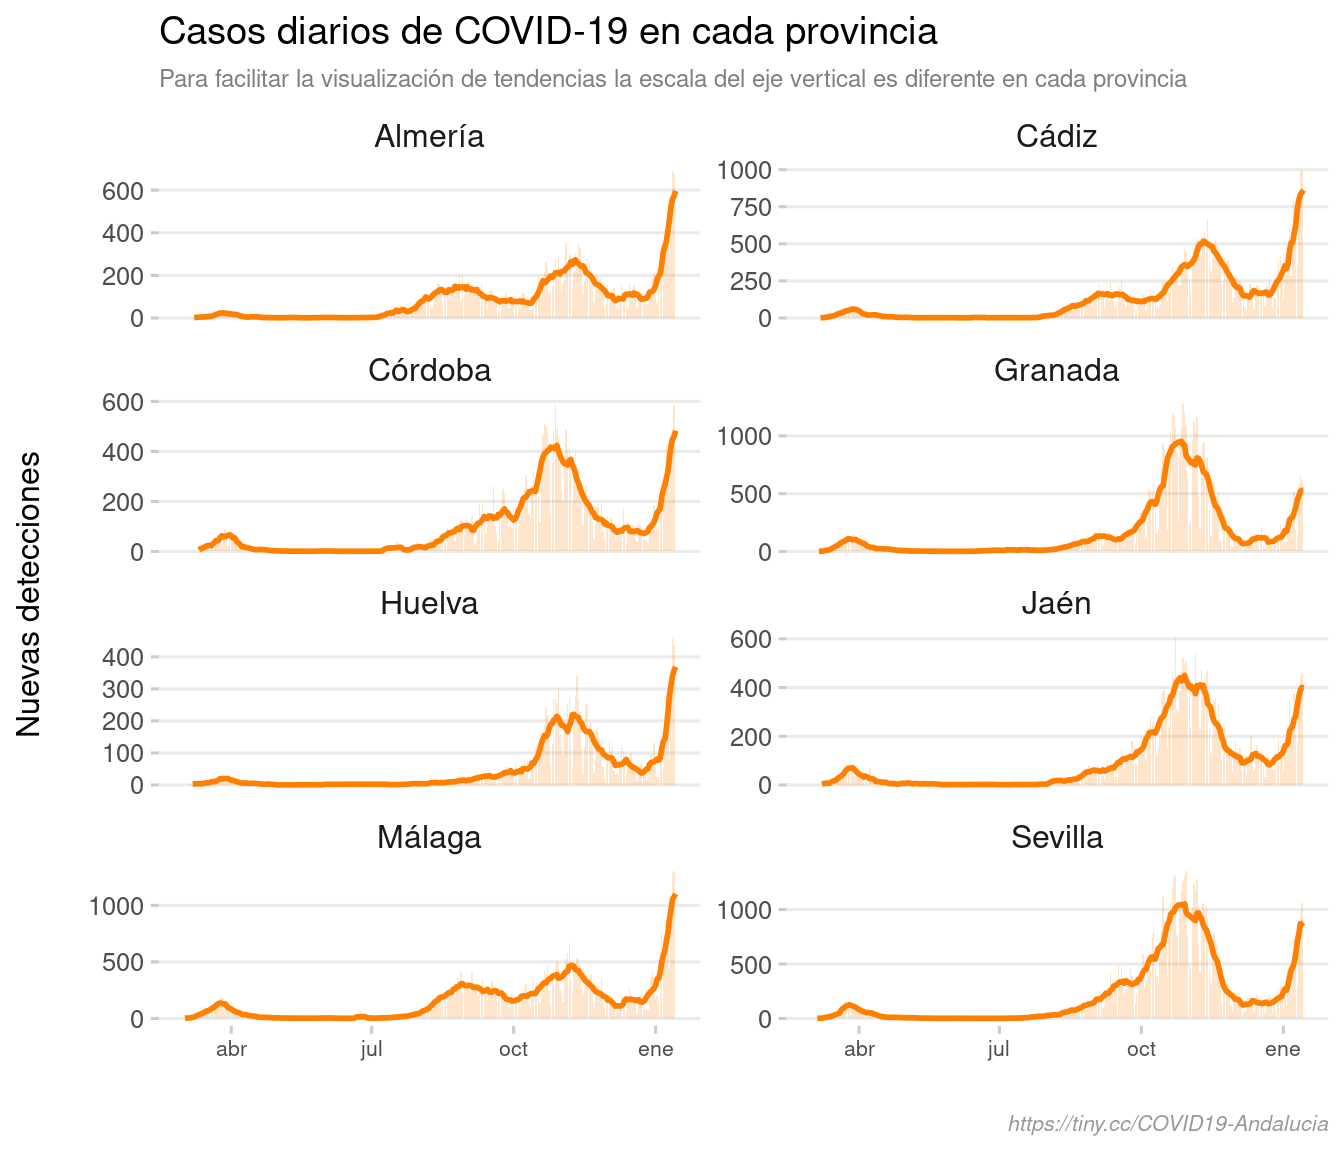 Casos diarios de COVID-19 en cada provincia
Para facilitar la visualización de tendencias la escala del eje vertical es diferente en cada provincia
Nuevas detecciones
Almería
600
400
200
0
Cádiz
1000
750
500
250
0
Córdoba
600
400
200
0
Granada
1000
500
0
Huelva
400
300
200
100
0
Jaén
600
400
200
0
Málaga
1000
500
0
Sevilla
1000
500
0
abr jul oct ene
abr jul oct ene
https://tiny.cc/COVID19-Andalucia